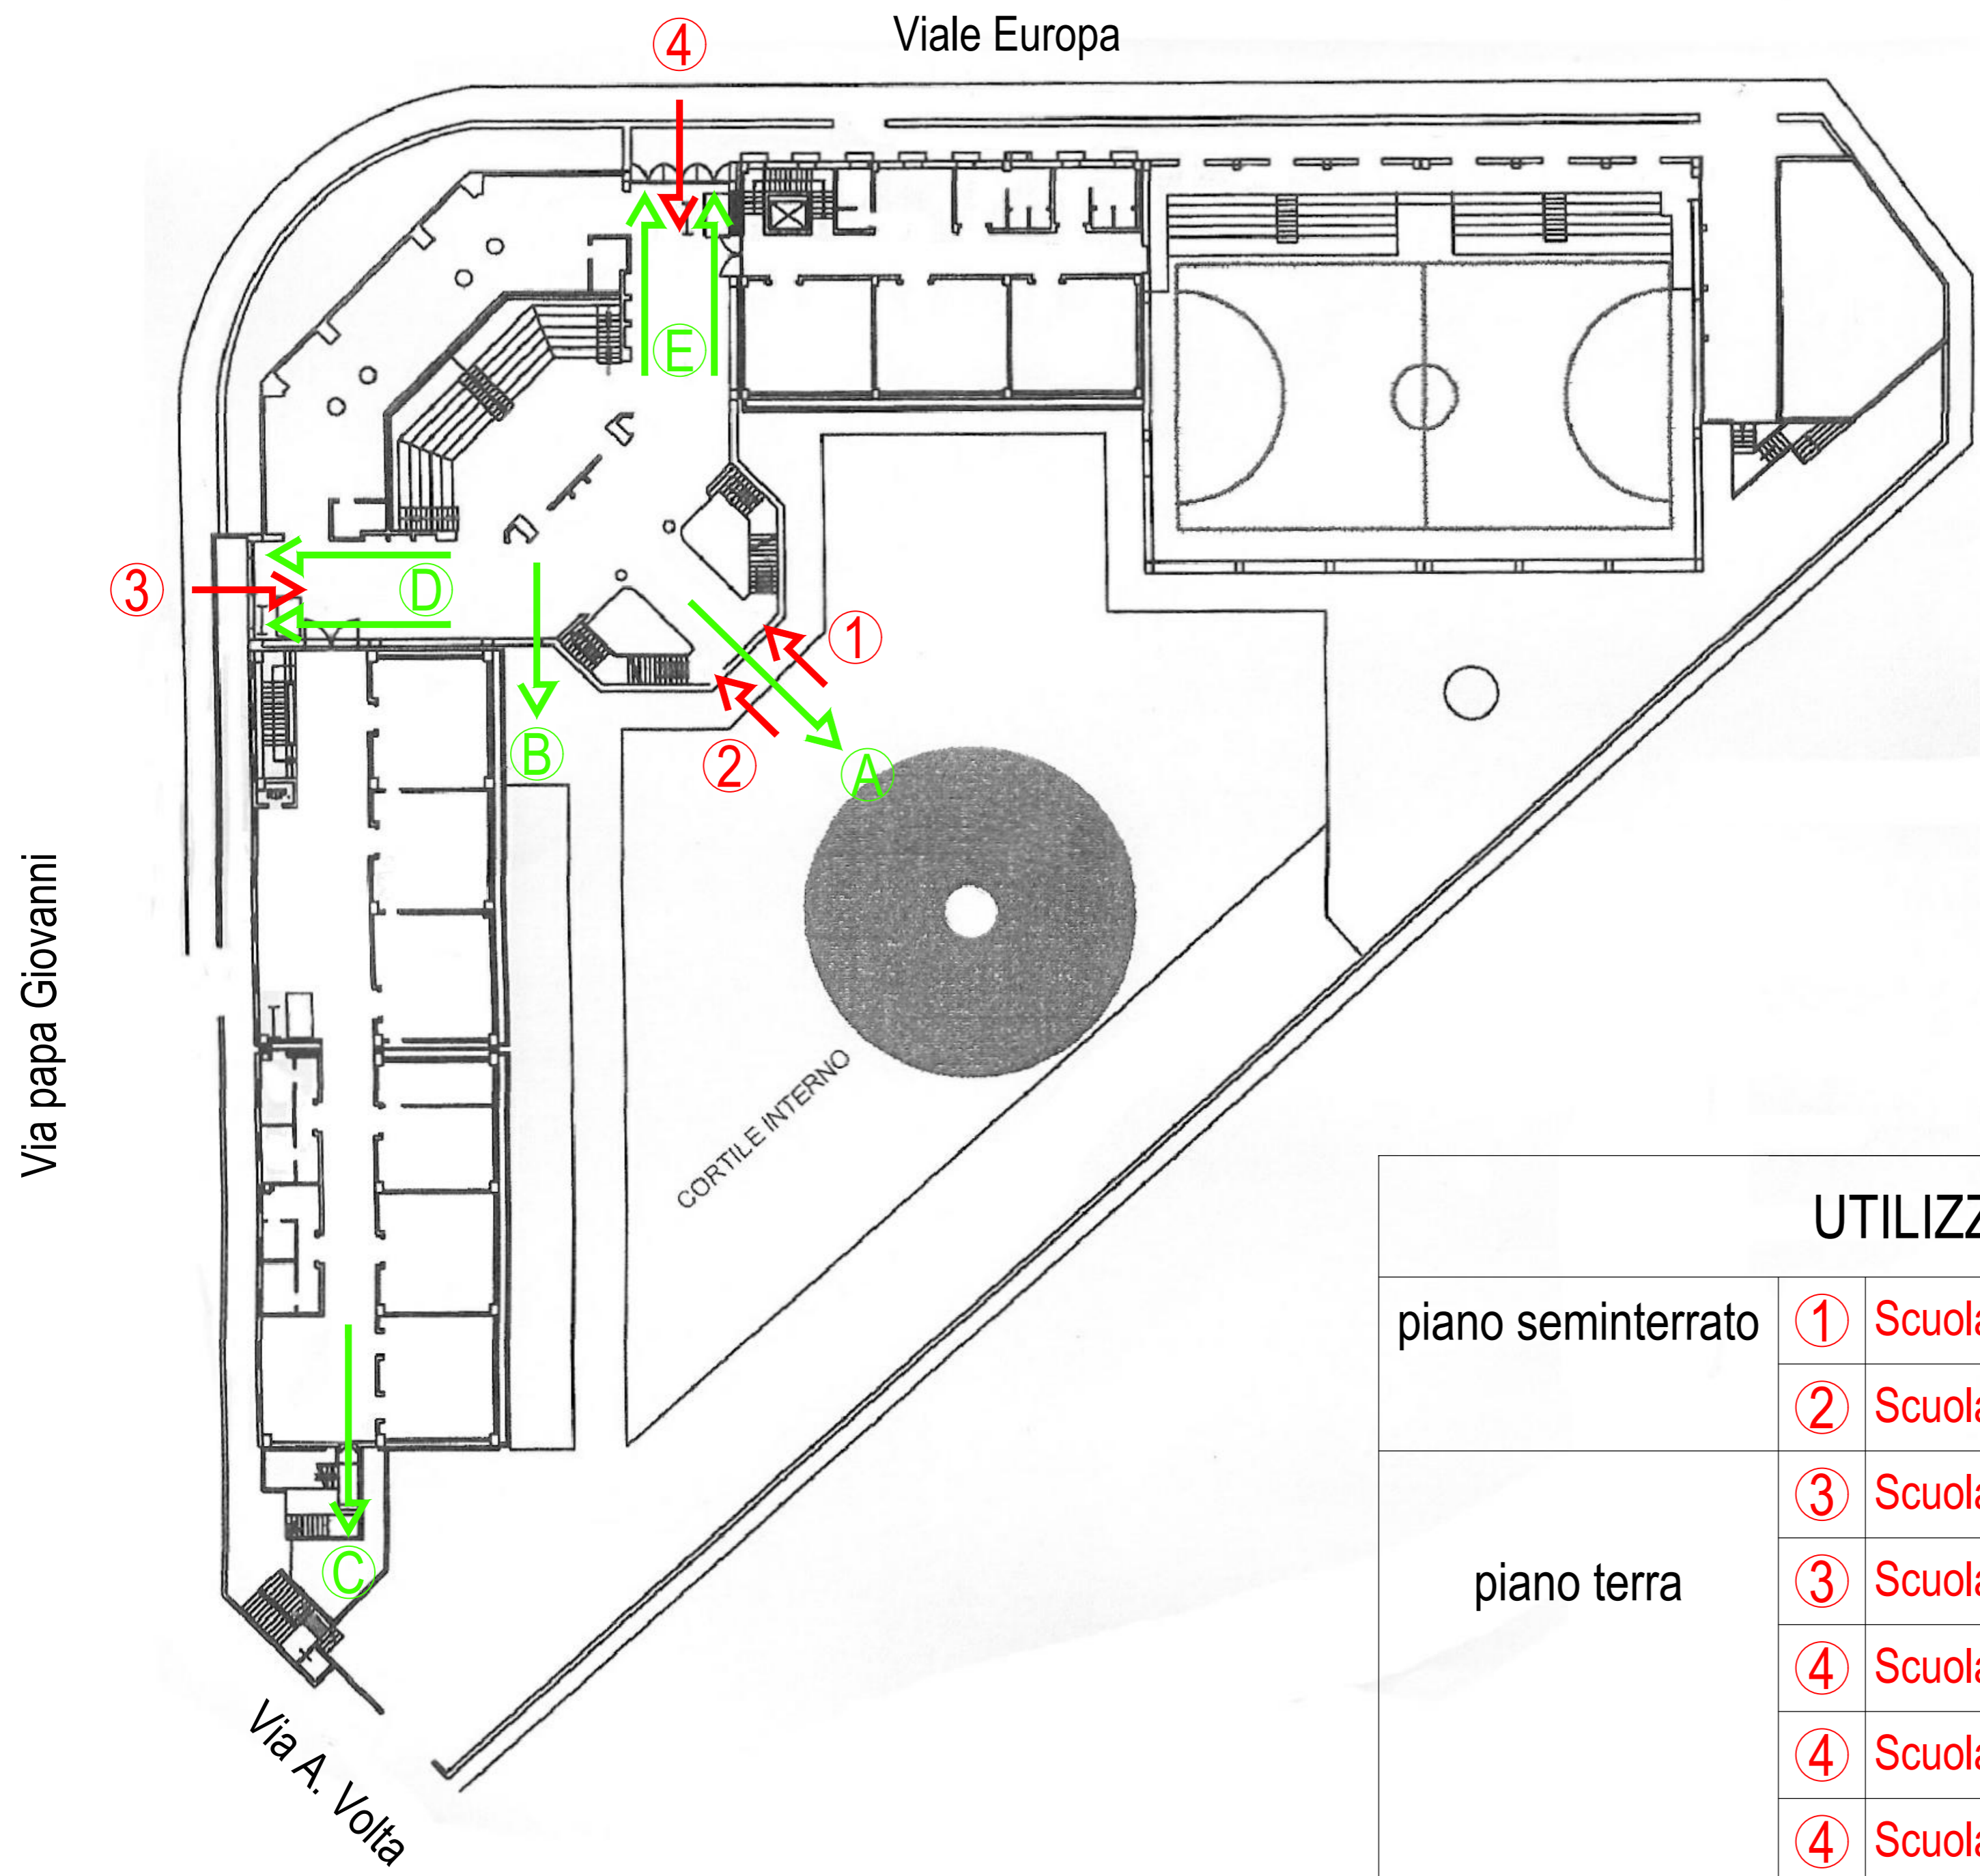 Viale Europa
4
E
3
D
1
2
B
A
Via papa Giovanni
CORTILE INTERNO
C
Via A. Volta
UTILIZZ
piano seminterrato
1 Scuola
2 Scuola
piano terra
3 Scuola
3 Scuola
4 Scuola
4 Scuola
4 Scuola